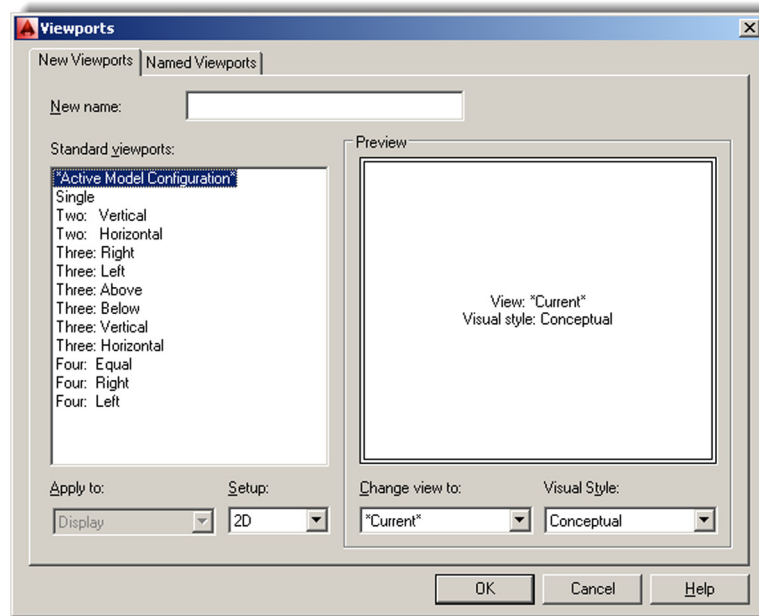 Viewports
New Viewports
Named Viewports
New name:
Standard viewports:
*Active Model Configuration*
Single
Two: Vertical
Two: Horizontal
Three: Right
Three: Left
Three: Above
Three: Below
Three: Vertical
Three: Horizontal
Four: Equal
Four: Right
Four: Left
Preview
View: *Current*
Visual style: Conceptual
Apply to:
Setup:
Display
2D
Change view to:
Visual Style:
*Current*
Conceptual
OK
Cancel
Help